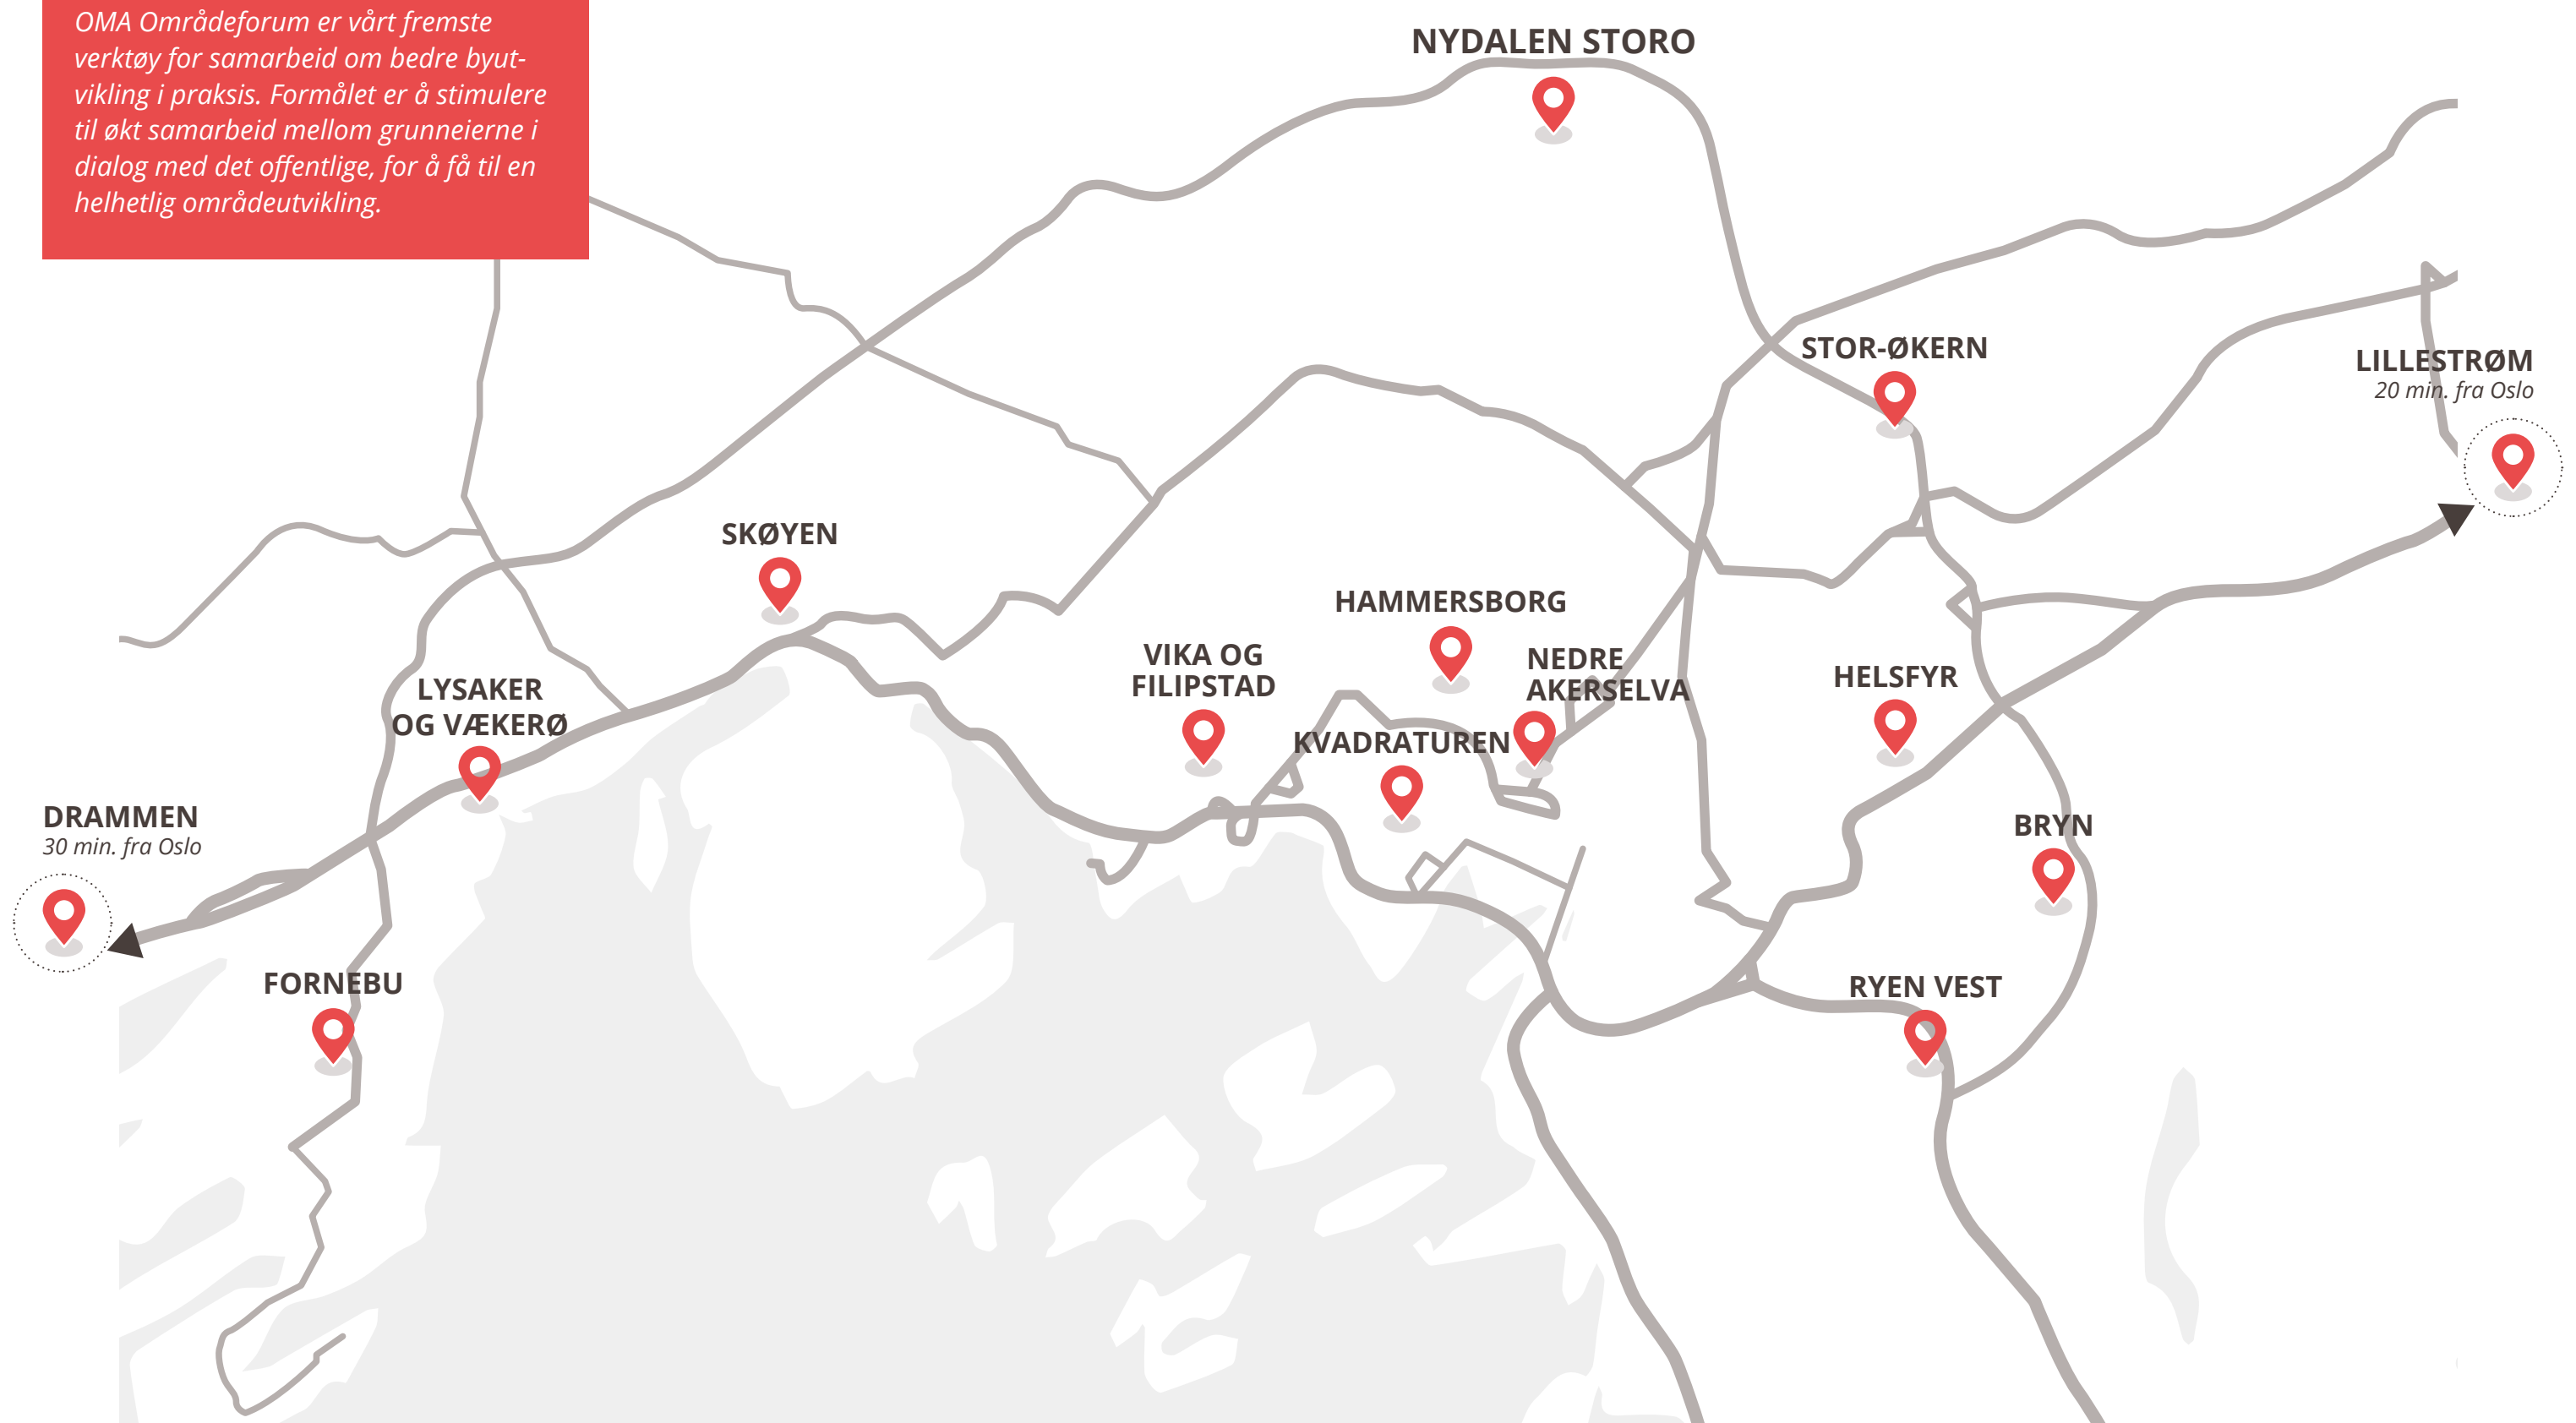 OMA Områdeforum er vårt fremste
verktøy for samarbeid om bedre byut-
vikling i praksis. Formålet er å stimulere
til økt samarbeid mellom grunneierne i
dialog med det offentlige, for å få til en
helhetlig områdeutvikling.
NYDALEN STORO
STOR-ØKERN
LILLESTRØM
20 min. fra Oslo
SKØYEN
HAMMERSBORG
VIKA OG
FILIPSTAD
NEDRE
AKERSELVA
HELSFYR
LYSAKER
OG VÆKERØ
KVADRATUREN
DRAMMEN
30 min. fra Oslo
BRYN
FORNEBU
RYEN VEST